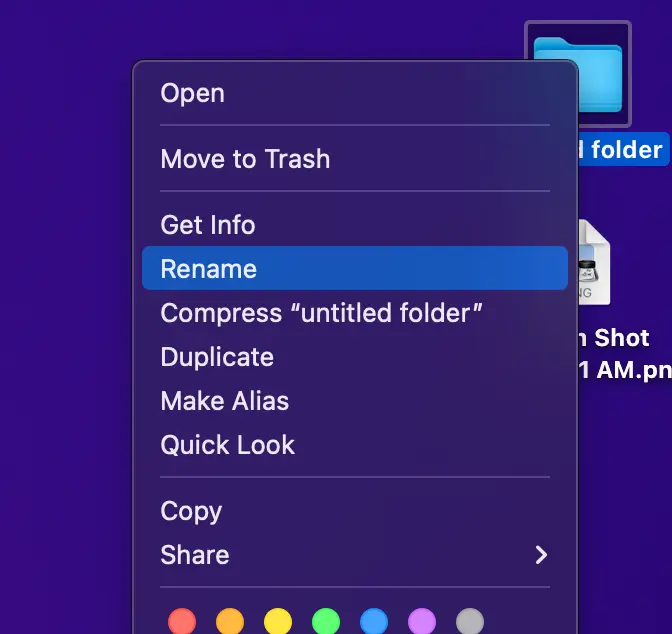 Open
Move to Trash
Get Info
Rename
Compress “untitled folder”
Duplicate
Make Alias
Quick Look
Copy
Share
folder
Shot
1 AM.pn